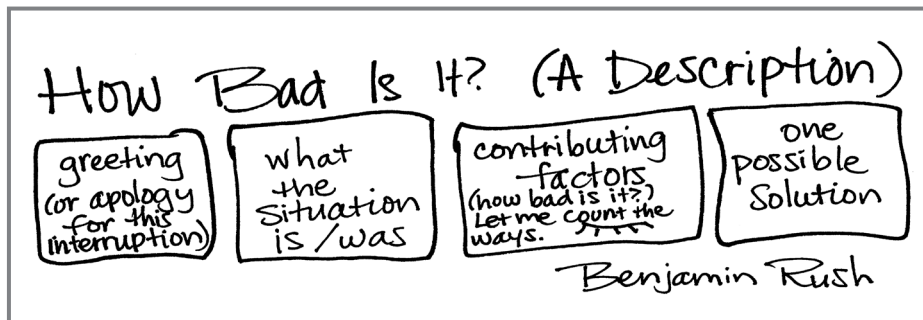 How Bad Is It? (A Description)
greeting
(or apology
for this
interruption)
what
the
situation
is/was
contributing
factors
(how bad is it?)
Let me count the
ways.
one
possible
solution
Benjamin Rush